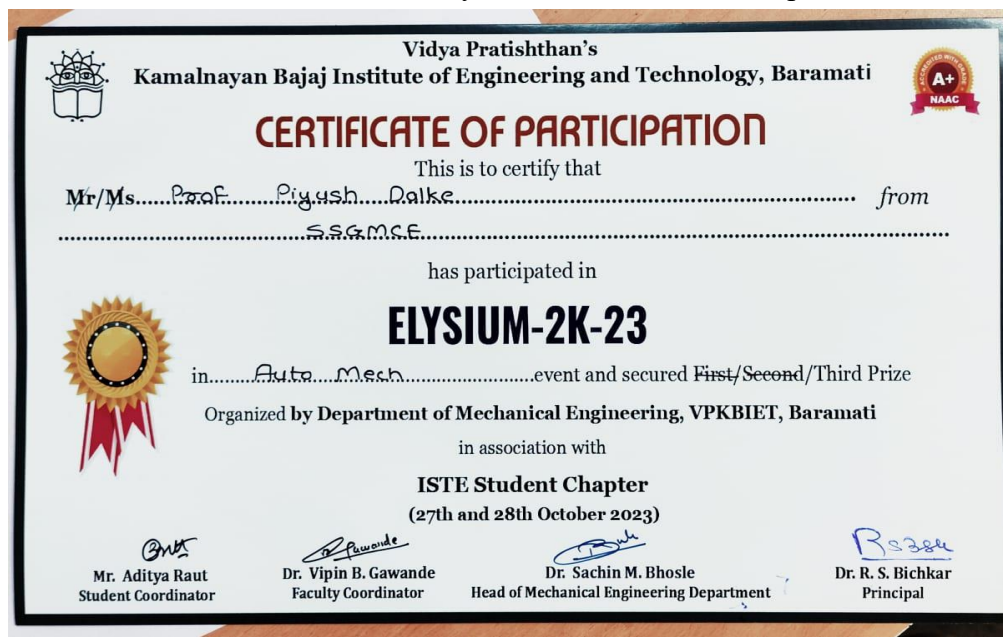 Vidya Pratishthan's
Kamalnayan Bajaj Institute of Engineering and Technology, Baramati
ACCREDITED WITH GRADE
A+
NAAC
CERTIFICATE OF PARTICIPATION
This is to certify that
Mr/Ms.....Prof.....Piyush.....Dalke..................................................from
.............................SSGMCE.............................................................
has participated in
ELYSIUM-2K-23
in.........Auto....Mech......................event and secured First/Second/Third Prize
Organized by Department of Mechanical Engineering, VPKBIET, Baramati
in association with
ISTE Student Chapter
(27th and 28th October 2023)
Mr. Aditya Raut
Student Coordinator
Dr. Vipin B. Gawande
Faculty Coordinator
Dr. Sachin M. Bhosle
Head of Mechanical Engineering Department
Dr. R. S. Bichkar
Principal